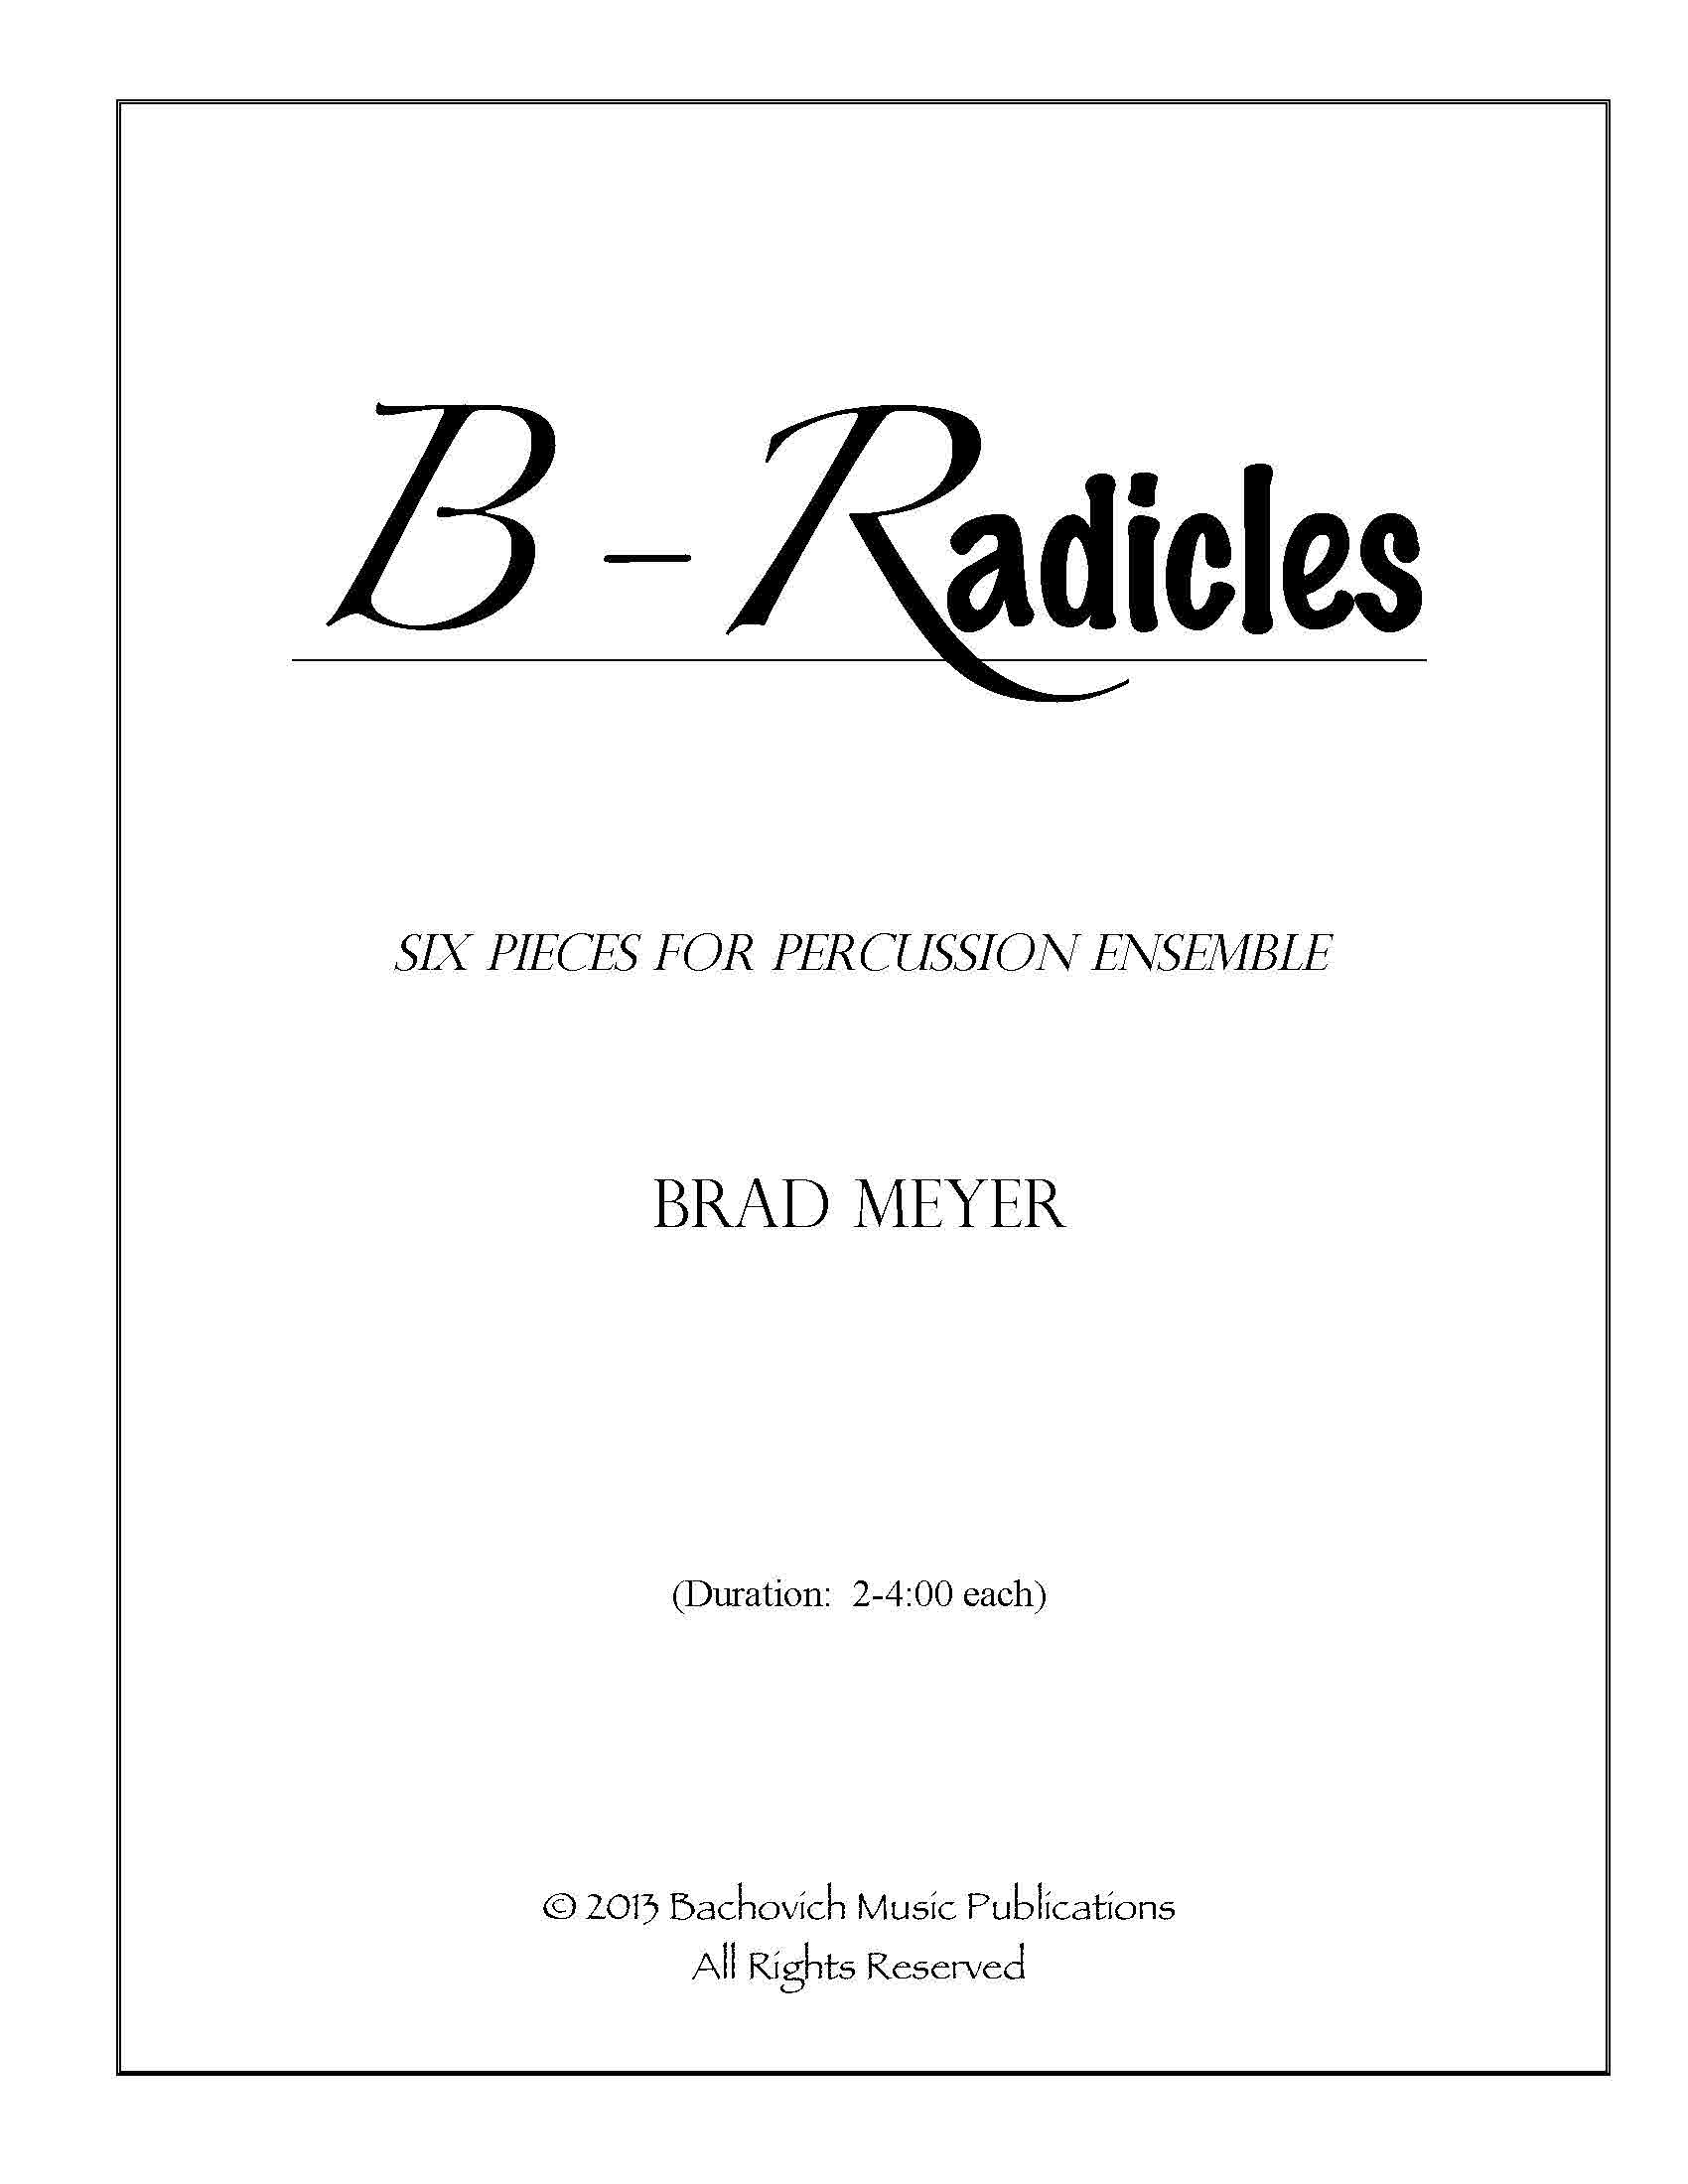 B - Radicles
SIX PIECES FOR PERCUSSION ENSEMBLE
BRAD MEYER
(Duration:  2-4:00 each)
© 2013 Bachovich Music Publications
All Rights Reserved